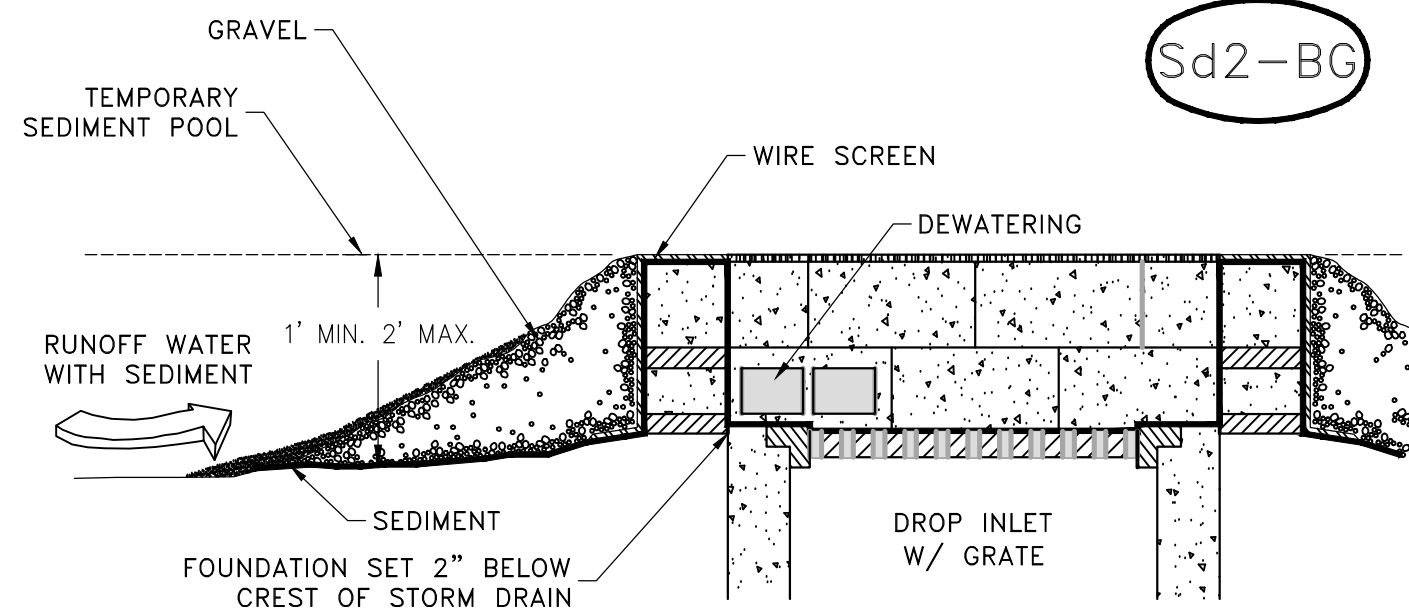 GRAVEL
Sd2-BG
TEMPORARY
SEDIMENT POOL
WIRE SCREEN
DEWATERING
1' MIN. 2' MAX.
RUNOFF WATER
WITH SEDIMENT
SEDIMENT
DROP INLET
W/ GRATE
FOUNDATION SET 2” BELOW
CREST OF STORM DRAIN